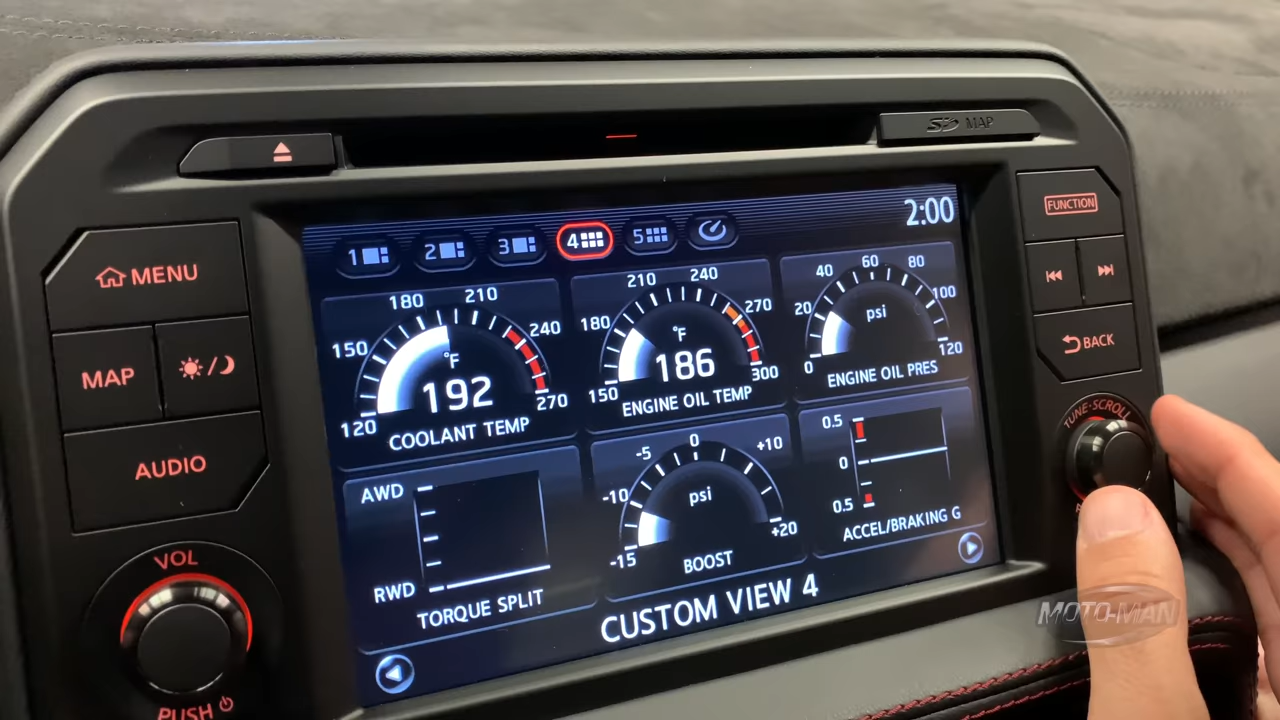 SD MAP
FUNCTION
MENU
MAP
AUDIO
VOL
PUSH
BACK
TUNE·SCROLL
1
2
3
4
5
2:00
120
150
180
210
240
270
°F
192
COOLANT TEMP
150
180
210
240
270
300
°F
186
ENGINE OIL TEMP
0
20
40
60
80
100
120
psi
ENGINE OIL PRES
AWD
RWD
TORQUE SPLIT
-15
-10
-5
0
+10
+20
psi
BOOST
0.5
0
0.5
ACCEL/BRAKING G
CUSTOM VIEW 4
MOTO-MAN